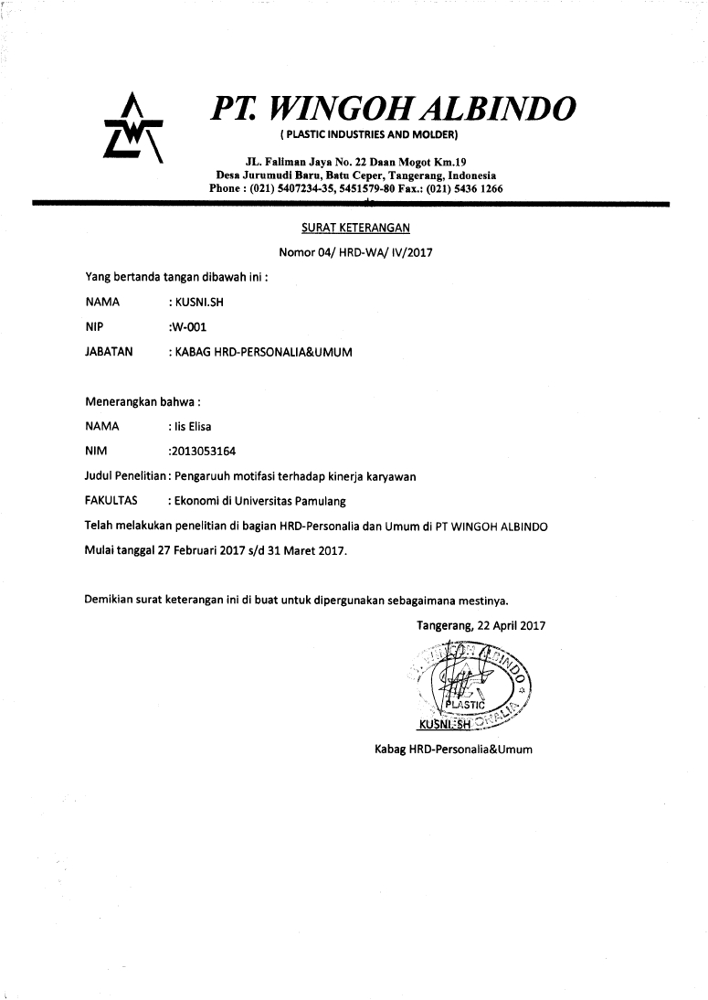 PT. WINGOH ALBINDO
( PLASTIC INDUSTRIES AND MOLDER)
JL. Faliman Jaya No. 22 Daan Mogot Km.19
Desa Jurumudi Baru, Batu Ceper, Tangerang, Indonesia
Phone : (021) 5407234-35, 5451579-80 Fax.: (021) 5436 1266
SURAT KETERANGAN
Nomor 04/ HRD-WA/ IV/2017
Yang bertanda tangan dibawah ini :
NAMA : KUSNI.SH
NIP :W-001
JABATAN : KABAG HRD-PERSONALIA&UMUM
Menerangkan bahwa :
NAMA : Iis Elisa
NIM :2013053164
Judul Penelitian : Pengaruuh motifasi terhadap kinerja karyawan
FAKULTAS : Ekonomi di Universitas Pamulang
Telah melakukan penelitian di bagian HRD-Personalia dan Umum di PT WINGOH ALBINDO
Mulai tanggal 27 Februari 2017 s/d 31 Maret 2017.
Demikian surat keterangan ini di buat untuk dipergunakan sebagaimana mestinya.
Tangerang, 22 April 2017
PT. WINGOH ALBINDO
PLASTIC
PERSONALIA
KUSNI.SH
Kabag HRD-Personalia&Umum